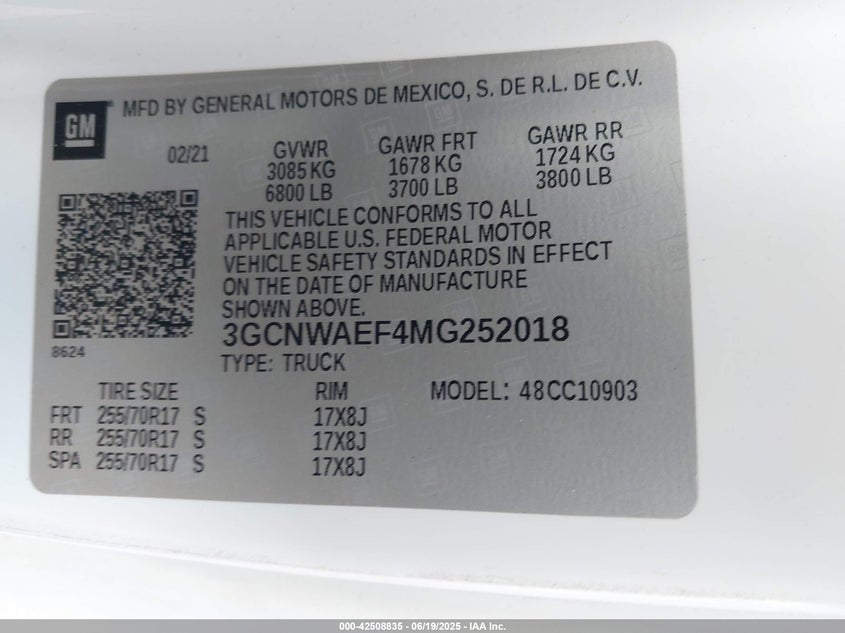 GM
MFD BY GENERAL MOTORS DE MEXICO, S. DE R.L. DE C.V.
02/21 GVWR GAWR FRT GAWR RR
3085 KG 1678 KG 1724 KG
6800 LB 3700 LB 3800 LB
THIS VEHICLE CONFORMS TO ALL
APPLICABLE U.S. FEDERAL MOTOR
VEHICLE SAFETY STANDARDS IN EFFECT
ON THE DATE OF MANUFACTURE
SHOWN ABOVE.
3GCNWAEF4MG252018
8624
TYPE: TRUCK
TIRE SIZE RIM MODEL: 48CC10903
FRT 255/70R17 S 17X8J
RR 255/70R17 S 17X8J
SPA 255/70R17 S 17X8J
000-42508835 - 06/19/2025 - IAA Inc.